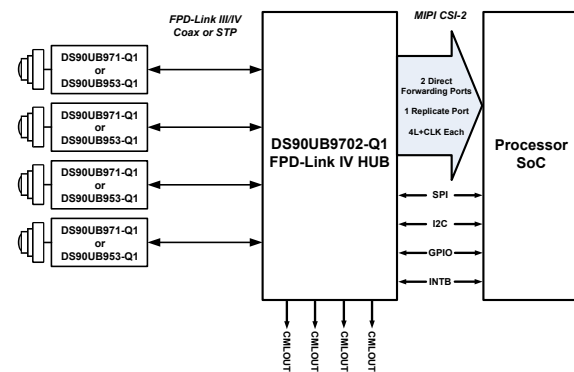 FPD-Link III/IV
Coax or STP
MIPI CSI-2
DS90UB971-Q1
or
DS90UB953-Q1
DS90UB971-Q1
or
DS90UB953-Q1
DS90UB971-Q1
or
DS90UB953-Q1
DS90UB971-Q1
or
DS90UB953-Q1
DS90UB9702-Q1
FPD-Link IV HUB
2 Direct
Forwarding Ports
1 Replicate Port
4L+CLK Each
SPI
I2C
GPIO
INTB
Processor
SoC
CMLOUT
CMLOUT
CMLOUT
CMLOUT